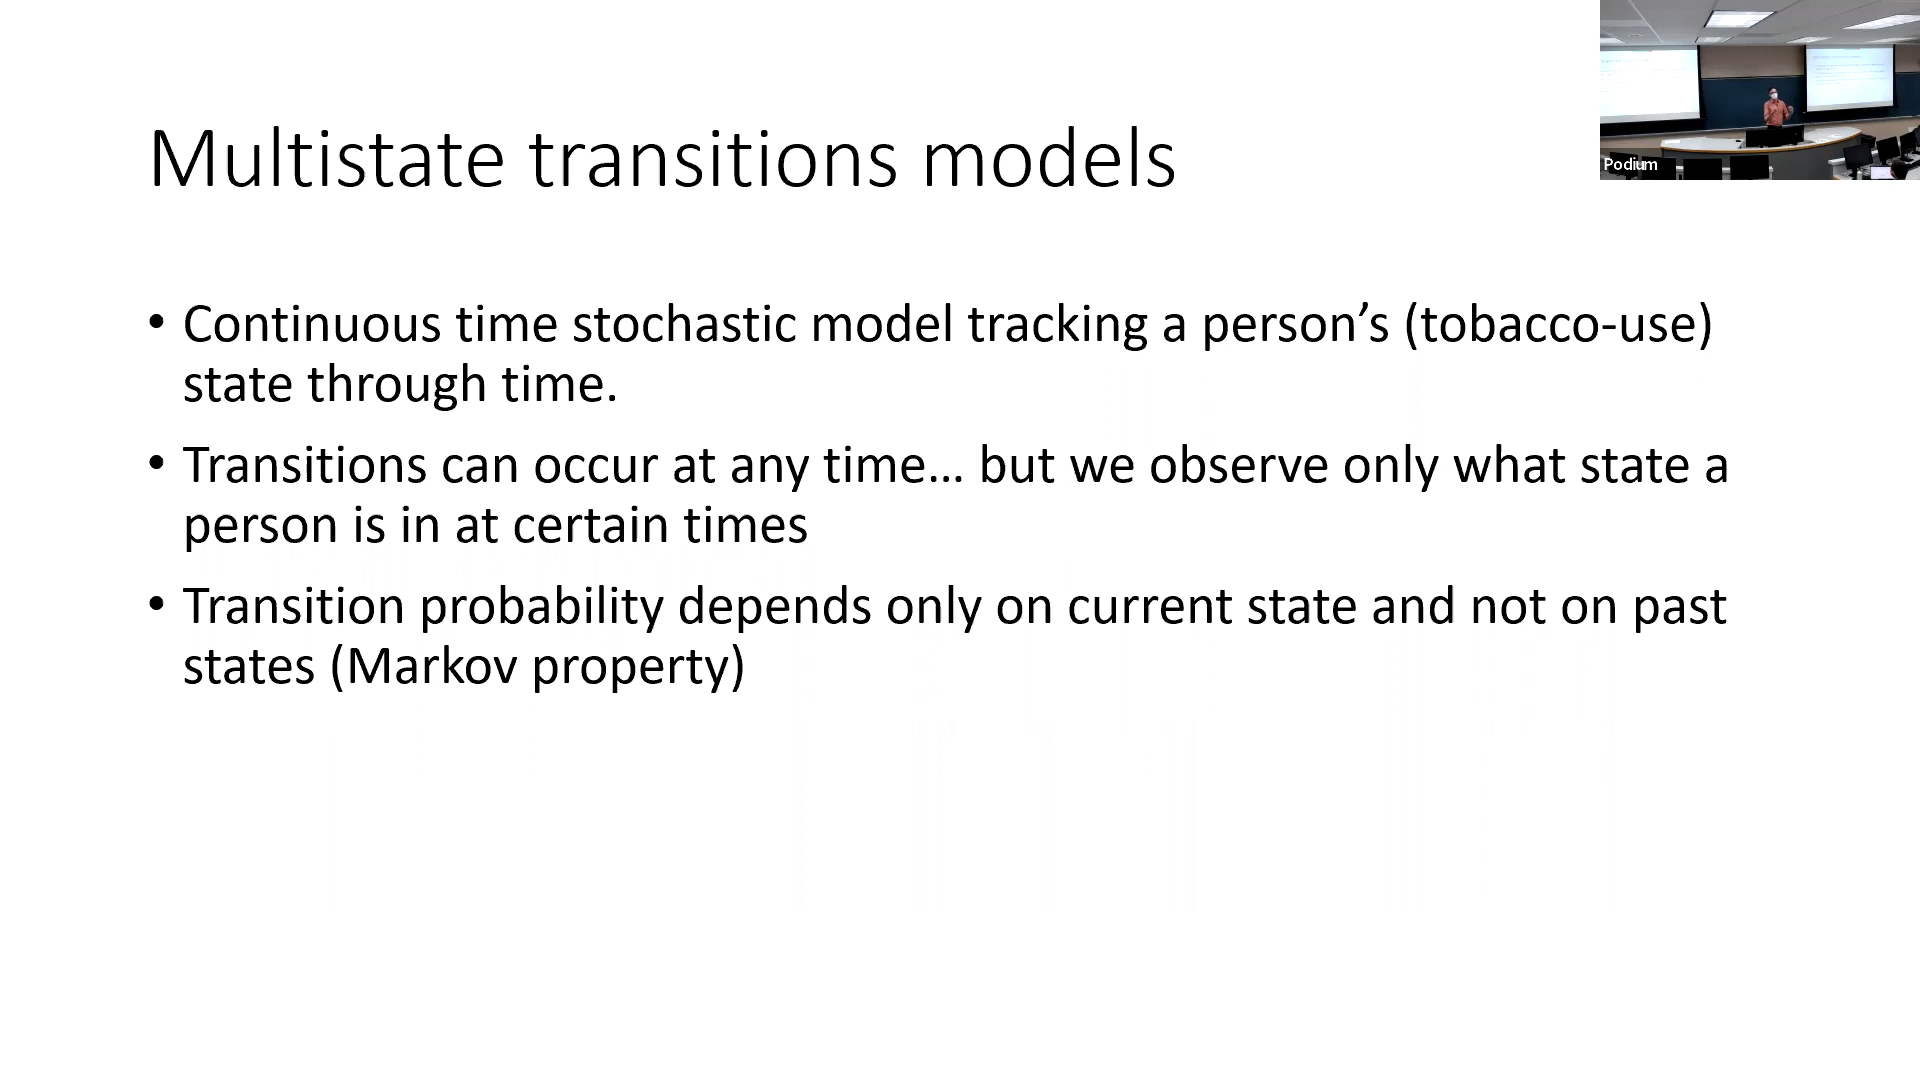 Multistate transitions models
Podium
• Continuous time stochastic model tracking a person’s (tobacco-use)
state through time.
• Transitions can occur at any time… but we observe only what state a
person is in at certain times
• Transition probability depends only on current state and not on past
states (Markov property)